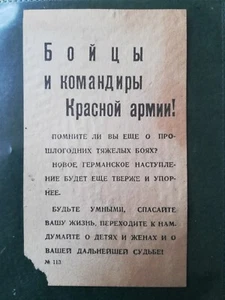 Бойцы
и командиры
Красной армии!
ПОМНИТЕ ЛИ ВЫ ЕЩЕ О ПРО-
ШЛОГОДНИХ ТЯЖЕЛЫХ БОЯХ?
НОВОЕ, ГЕРМАНСКОЕ НАСТУПЛЕ-
НИЕ БУДЕТ ЕЩЕ ТВЕРЖЕ И УПОР-
НЕЕ.
БУДЬТЕ УМНЫМИ, СПАСАЙТЕ
ВАШУ ЖИЗНЬ, ПЕРЕХОДИТЕ К НАМ.
ДУМАЙТЕ О ДЕТЯХ И ЖЕНАХ И О
ВАШЕЙ ДАЛЬНЕЙШЕЙ СУДЬБЕ!
№ 113